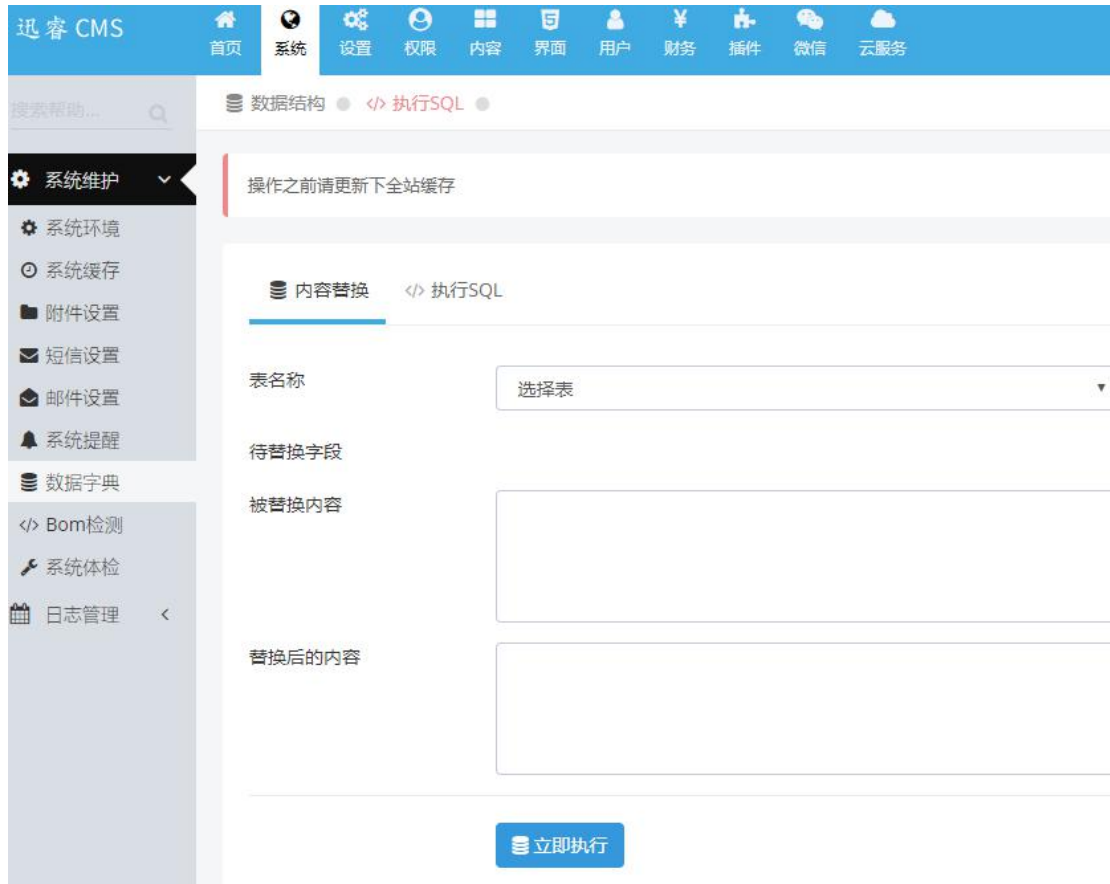 迅睿 CMS
首页 系统 设置 权限 内容 界面 用户 财务 插件 微信 云服务
搜索帮助...
数据结构 执行SQL
系统维护
操作之前请更新下全站缓存
系统环境
系统缓存
附件设置
短信设置
邮件设置
系统提醒
数据字典
Bom检测
系统体检
日志管理
内容替换 执行SQL
表名称 选择表
待替换字段
被替换内容
替换后的内容
立即执行